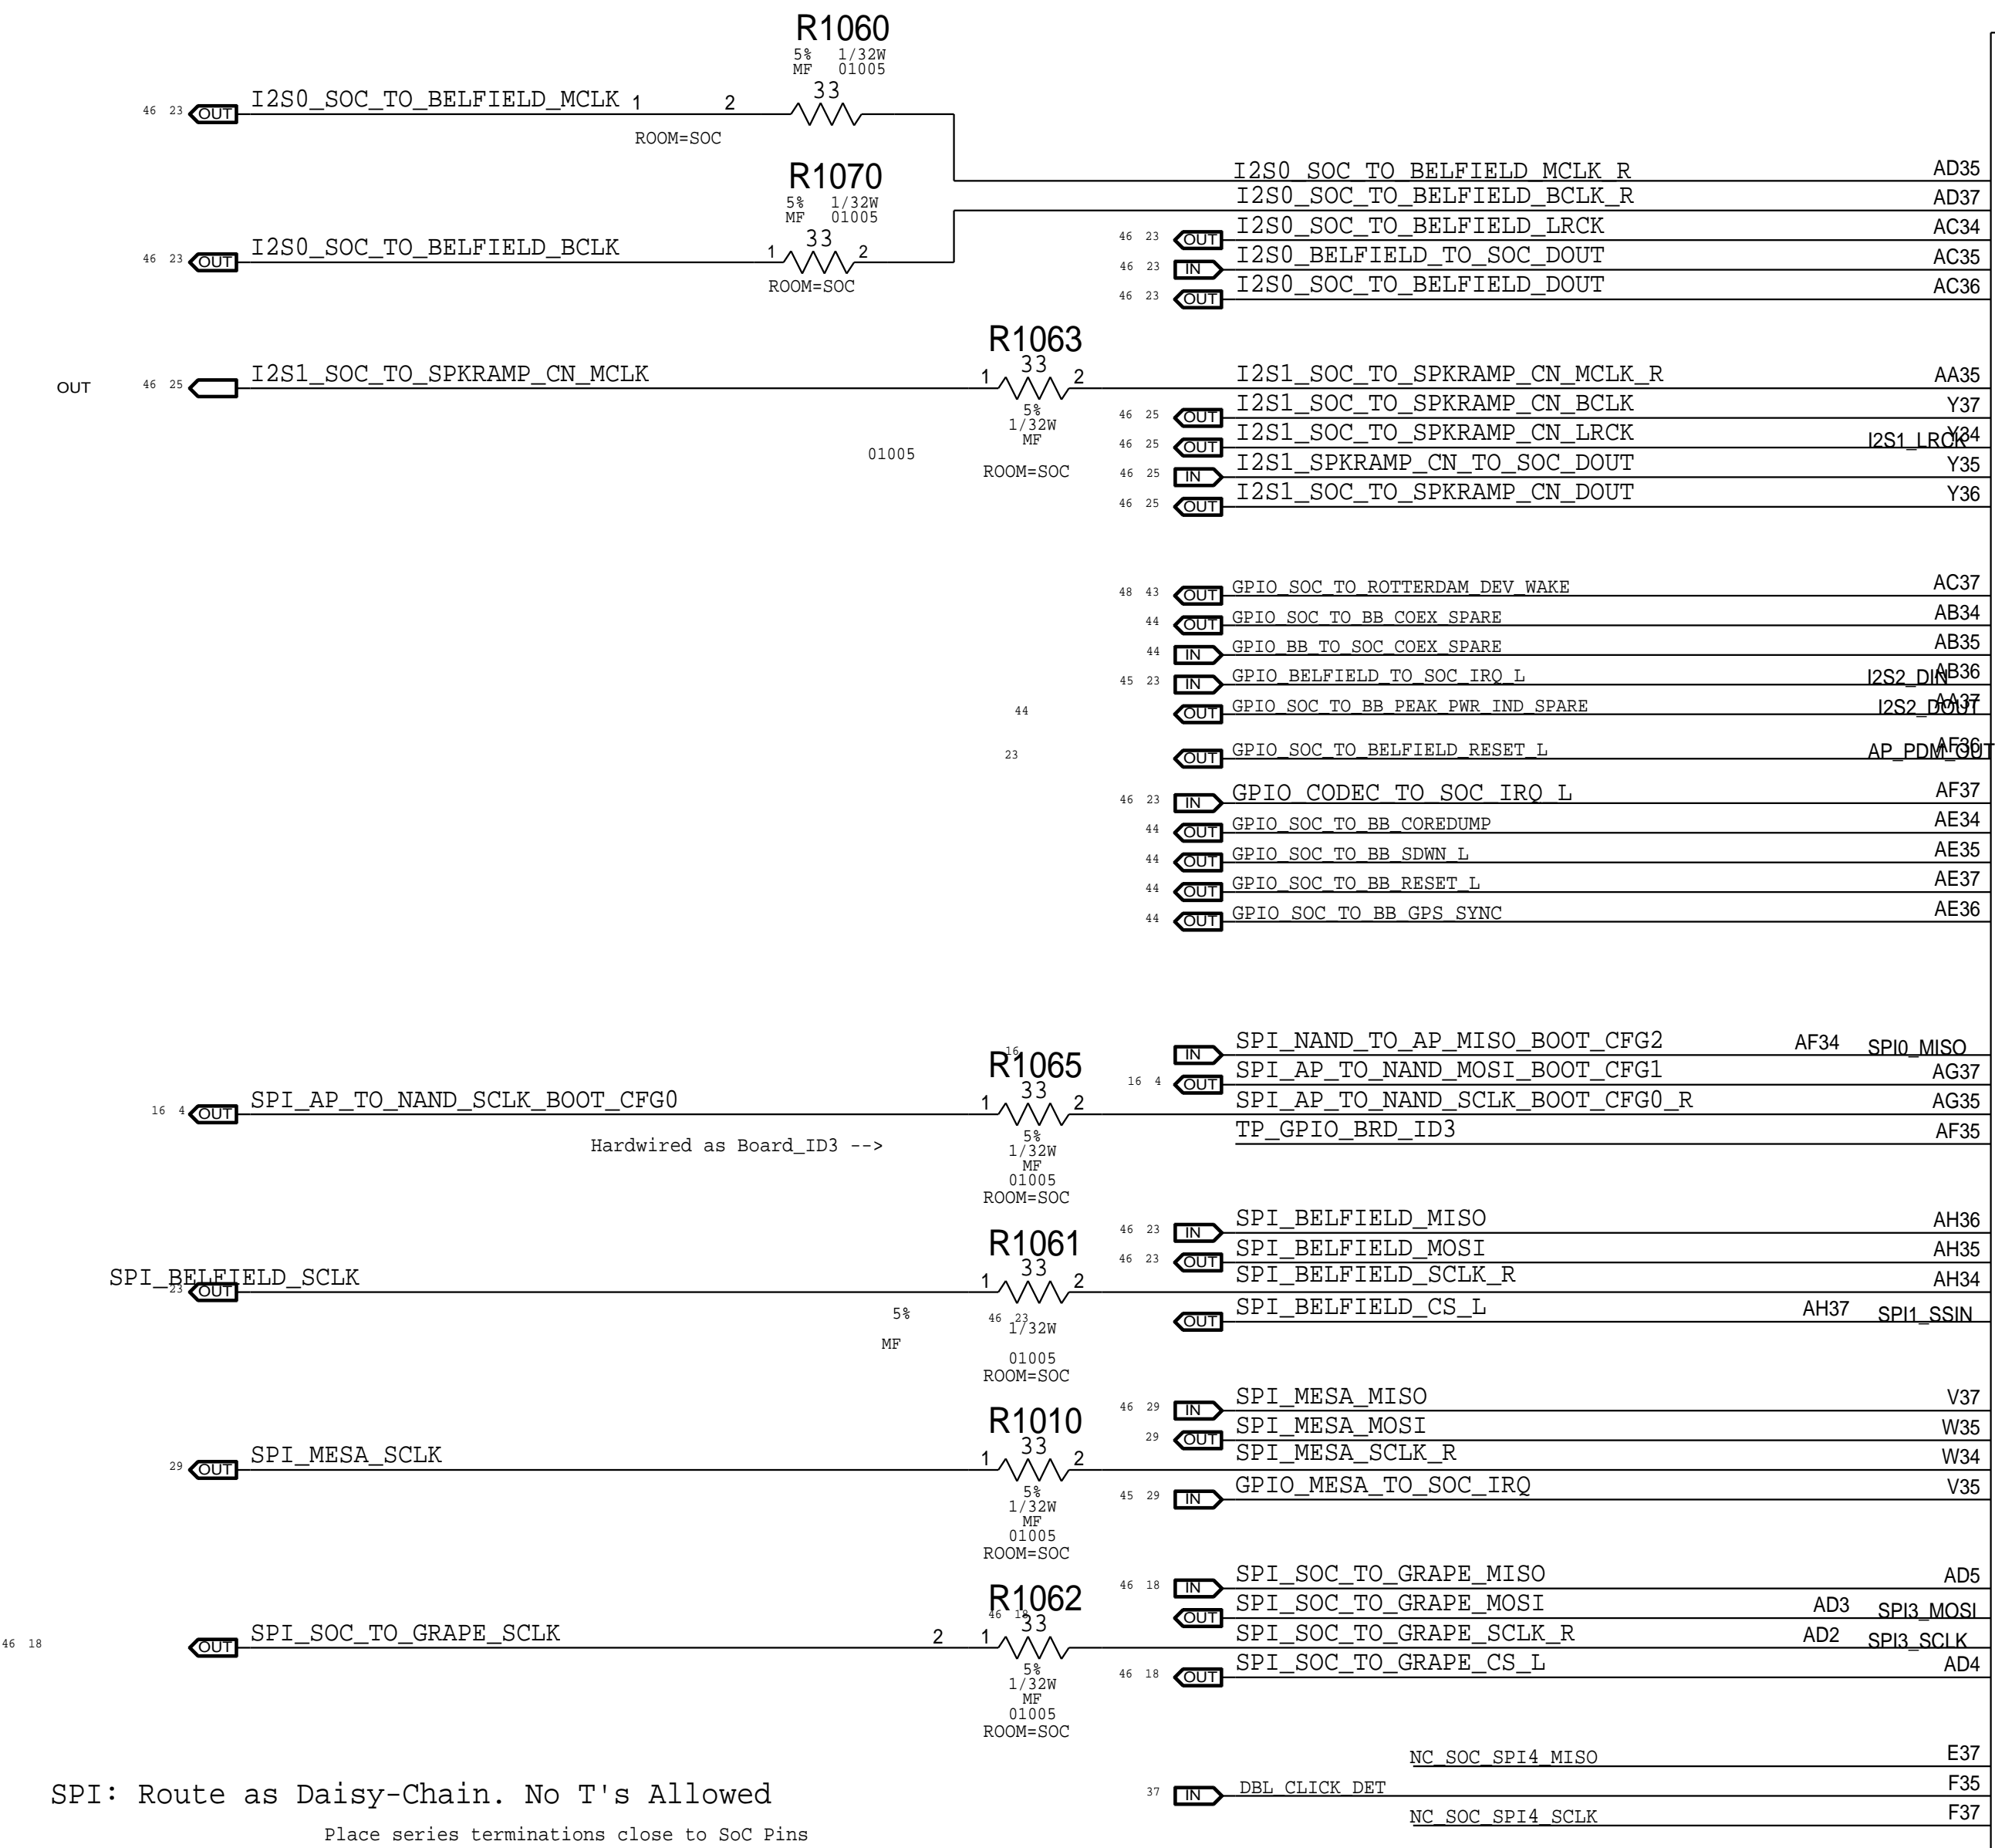 R1060
5% 1/32W
MF 01005
33
46 23 OUT I2S0_SOC_TO_BELFIELD_MCLK 1 2
ROOM=SOC
R1070
5% 1/32W
MF 01005
33
46 23 OUT I2S0_SOC_TO_BELFIELD_BCLK 1 2
ROOM=SOC
I2S0_SOC_TO_BELFIELD_MCLK_R AD35
I2S0_SOC_TO_BELFIELD_BCLK_R AD37
46 23 OUT I2S0_SOC_TO_BELFIELD_LRCK AC34
46 23 IN I2S0_BELFIELD_TO_SOC_DOUT AC35
46 23 OUT I2S0_SOC_TO_BELFIELD_DOUT AC36
R1063
33
OUT 46 25 I2S1_SOC_TO_SPKRAMP_CN_MCLK 1 2 I2S1_SOC_TO_SPKRAMP_CN_MCLK_R AA35
5%
1/32W
MF
01005
ROOM=SOC
46 25 OUT I2S1_SOC_TO_SPKRAMP_CN_BCLK Y37
46 25 OUT I2S1_SOC_TO_SPKRAMP_CN_LRCK I2S1_LRCK Y34
46 25 IN I2S1_SPKRAMP_CN_TO_SOC_DOUT Y35
46 25 OUT I2S1_SOC_TO_SPKRAMP_CN_DOUT Y36
48 43 OUT GPIO_SOC_TO_ROTTERDAM_DEV_WAKE AC37
44 OUT GPIO_SOC_TO_BB_COEX_SPARE AB34
44 IN GPIO_BB_TO_SOC_COEX_SPARE AB35
45 23 IN GPIO_BELFIELD_TO_SOC_IRQ_L I2S2_DIN AB36
44 OUT GPIO_SOC_TO_BB_PEAK_PWR_IND_SPARE I2S2_DOUT AA37
23 OUT GPIO_SOC_TO_BELFIELD_RESET_L AP_PDM_OUT AF36
46 23 IN GPIO_CODEC_TO_SOC_IRQ_L AF37
44 OUT GPIO_SOC_TO_BB_COREDUMP AE34
44 OUT GPIO_SOC_TO_BB_SDWN_L AE35
44 OUT GPIO_SOC_TO_BB_RESET_L AE37
44 OUT GPIO_SOC_TO_BB_GPS_SYNC AE36
16 IN SPI_NAND_TO_AP_MISO_BOOT_CFG2 AF34 SPI0_MISO
R1065
33
16 4 OUT SPI_AP_TO_NAND_MOSI_BOOT_CFG1 AG37
16 4 OUT SPI_AP_TO_NAND_SCLK_BOOT_CFG0 1 2 SPI_AP_TO_NAND_SCLK_BOOT_CFG0_R AG35
Hardwired as Board_ID3 --> TP_GPIO_BRD_ID3 AF35
5%
1/32W
MF
01005
ROOM=SOC
46 23 IN SPI_BELFIELD_MISO AH36
R1061
33
46 23 OUT SPI_BELFIELD_MOSI AH35
SPI_BELFIELD_SCLK 23 OUT 1 2 SPI_BELFIELD_SCLK_R AH34
5% 46 23 OUT SPI_BELFIELD_CS_L AH37 SPI1_SSIN
1/32W
MF
01005
ROOM=SOC
46 29 IN SPI_MESA_MISO V37
R1010
33
29 OUT SPI_MESA_MOSI W35
29 OUT SPI_MESA_SCLK 1 2 SPI_MESA_SCLK_R W34
45 29 IN GPIO_MESA_TO_SOC_IRQ V35
5%
1/32W
MF
01005
ROOM=SOC
46 18 IN SPI_SOC_TO_GRAPE_MISO AD5
R1062
33
46 18 OUT SPI_SOC_TO_GRAPE_MOSI AD3 SPI3_MOSI
46 18 OUT SPI_SOC_TO_GRAPE_SCLK 2 1 SPI_SOC_TO_GRAPE_SCLK_R AD2 SPI3_SCLK
46 18 OUT SPI_SOC_TO_GRAPE_CS_L AD4
5%
1/32W
MF
01005
ROOM=SOC
NC_SOC_SPI4_MISO E37
37 IN DBL_CLICK_DET F35
NC_SOC_SPI4_SCLK F37
SPI: Route as Daisy-Chain. No T's Allowed
Place series terminations close to SoC Pins